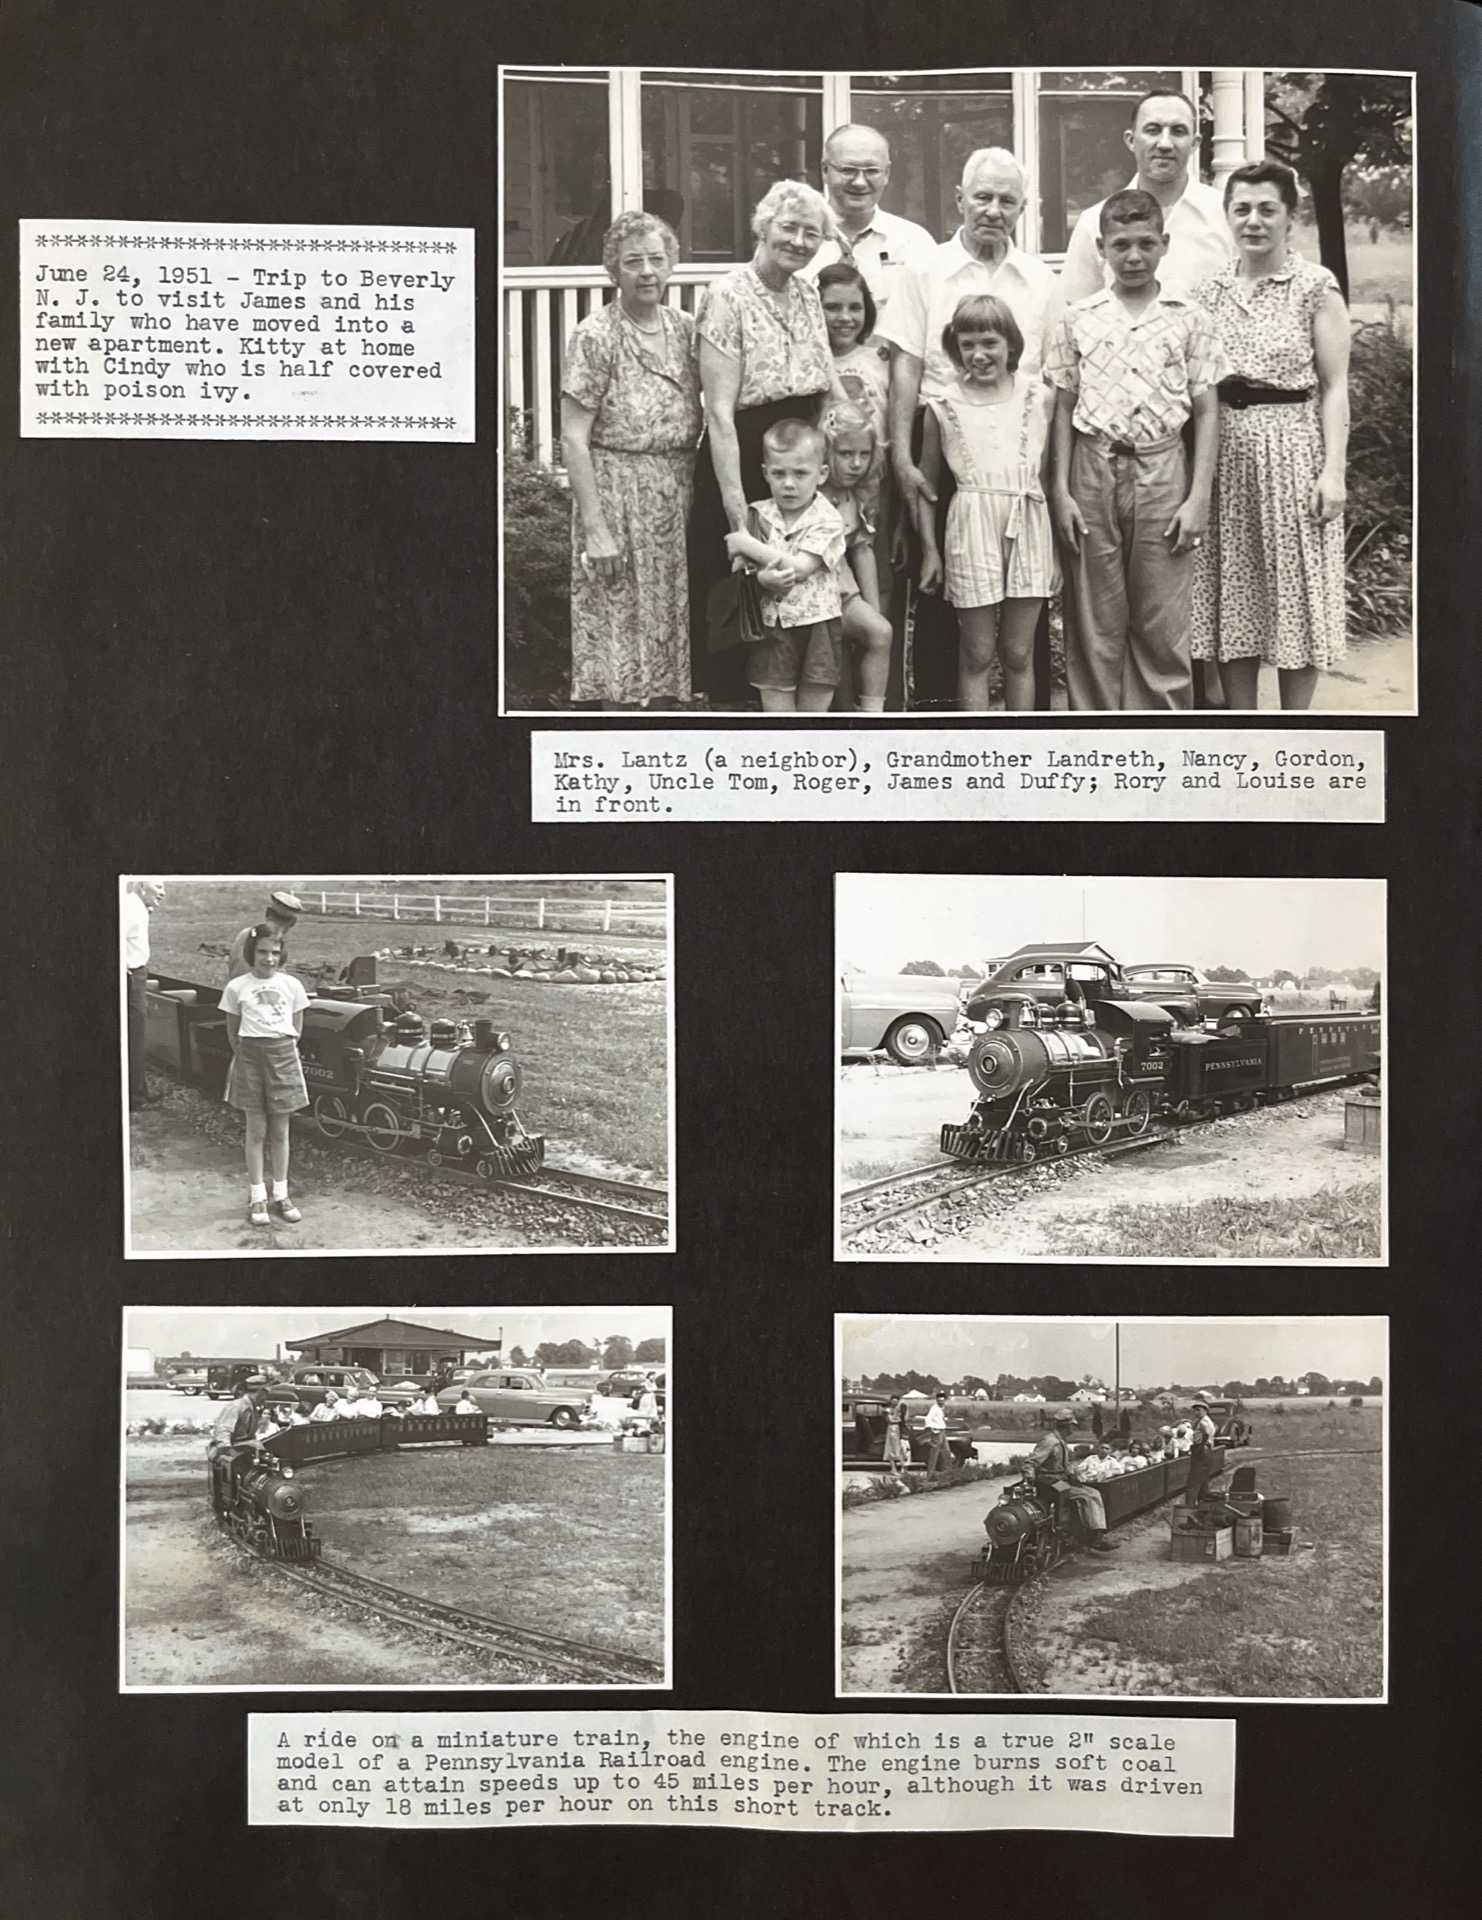 *******************************
June 24, 1951 - Trip to Beverly
N. J. to visit James and his
family who have moved into a
new apartment. Kitty at home
with Cindy who is half covered
with poison ivy.
*******************************
Mrs. Lantz (a neighbor), Grandmother Landreth, Nancy, Gordon,
Kathy, Uncle Tom, Roger, James and Duffy; Rory and Louise are
in front.
7002
7002
PENNSYLVANIA
A ride on a miniature train, the engine of which is a true 2" scale
model of a Pennsylvania Railroad engine. The engine burns soft coal
and can attain speeds up to 45 miles per hour, although it was driven
at only 18 miles per hour on this short track.